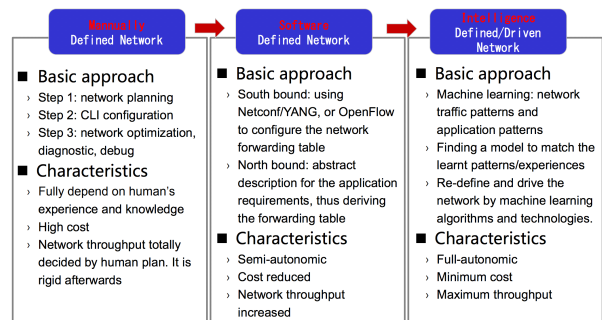 Manually
Defined Network
■ Basic approach
› Step 1: network planning
› Step 2: CLI configuration
› Step 3: network optimization,
diagnostic, debug
■ Characteristics
› Fully depend on human's
experience and knowledge
› High cost
› Network throughput totally
decided by human plan. It is
rigid afterwards
Software
Defined Network
■ Basic approach
› South bound: using
Netconf/YANG, or OpenFlow
to configure the network
forwarding table
› North bound: abstract
description for the application
requirements, thus deriving
the forwarding table
■ Characteristics
› Semi-autonomic
› Cost reduced
› Network throughput
increased
Intelligence
Defined/Driven
Network
■ Basic approach
› Machine learning: network
traffic patterns and
application patterns
› Finding a model to match the
learnt patterns/experiences
› Re-define and drive the
network by machine learning
algorithms and technologies.
■ Characteristics
› Full-autonomic
› Minimum cost
› Maximum throughput